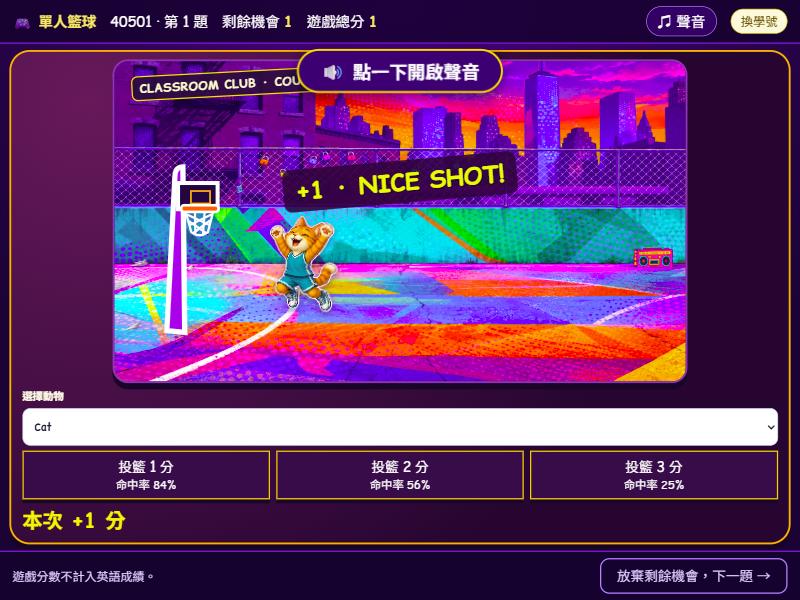 單人籃球 40501 · 第 1 題 剩餘機會 1 遊戲總分 1
聲音
換學號
點一下開啟聲音
CLASSROOM CLUB · COU
+1 · NICE SHOT!
選擇動物
Cat
投籃 1 分
命中率 84%
投籃 2 分
命中率 56%
投籃 3 分
命中率 25%
本次 +1 分
遊戲分數不計入英語成績。
放棄剩餘機會，下一題 →